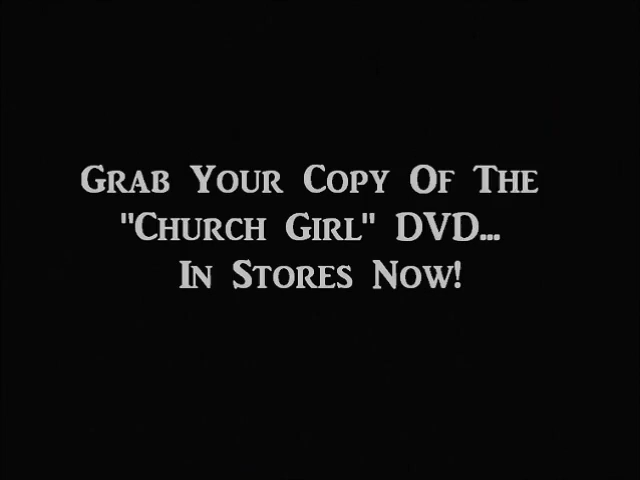 Grab Your Copy Of The
"Church Girl" DVD...
In Stores Now!